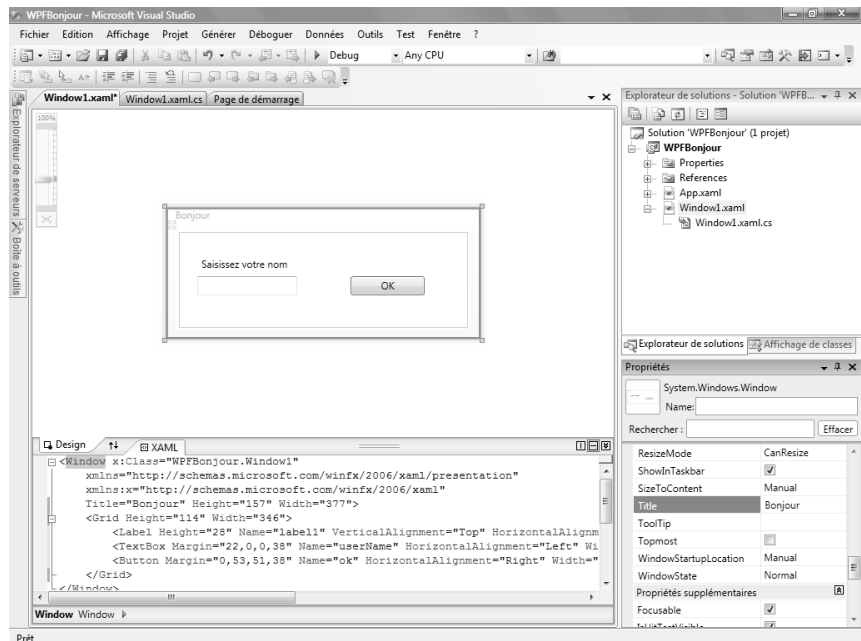 WPFBonjour - Microsoft Visual Studio
Fichier Edition Affichage Projet Générer Déboguer Données Outils Test Fenêtre ?
Debug Any CPU
Window1.xaml* Window1.xaml.cs Page de démarrage
Explorateur de serveurs
Boîte à outils
100%
Bonjour
Saisissez votre nom
OK
Design XAML
<Window x:Class="WPFBonjour.Window1"
xmlns="http://schemas.microsoft.com/winfx/2006/xaml/presentation"
xmlns:x="http://schemas.microsoft.com/winfx/2006/xaml"
Title="Bonjour" Height="157" Width="377">
<Grid Height="114" Width="346">
<Label Height="28" Name="label1" VerticalAlignment="Top" HorizontalAlignm
<TextBox Margin="22,0,0,38" Name="userName" HorizontalAlignment="Left" Wi
<Button Margin="0,53,51,38" Name="ok" HorizontalAlignment="Right" Width="
</Grid>
</Window>
Window Window
Prêt
Explorateur de solutions - Solution 'WPFB...
Solution 'WPFBonjour' (1 projet)
WPFBonjour
Properties
References
App.xaml
Window1.xaml
Window1.xaml.cs
Explorateur de solutions Affichage de classes
Propriétés
System.Windows.Window
Name:
Rechercher : Effacer
ResizeMode CanResize
ShowInTaskbar
SizeToContent Manual
Title Bonjour
ToolTip
Topmost
WindowStartupLocation Manual
WindowState Normal
Propriétés supplémentaires
Focusable
IsHitTestVisible